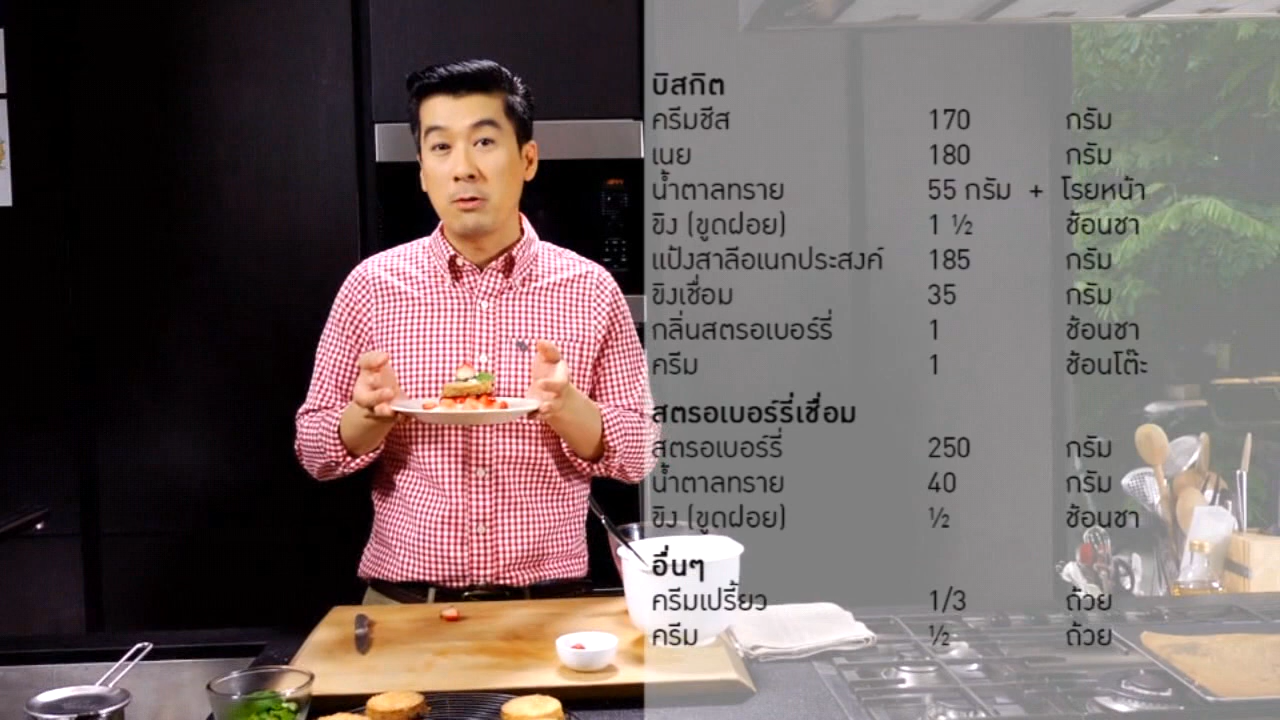 บิสกิต
ครีมชีส 170 กรัม
เนย 180 กรัม
น้ำตาลทราย 55 กรัม + โรยหน้า
ขิง (ขูดฝอย) 1 ½ ช้อนชา
แป้งสาลีอเนกประสงค์ 185 กรัม
ขิงเชื่อม 35 กรัม
กลิ่นสตรอเบอร์รี่ 1 ช้อนชา
ครีม 1 ช้อนโต๊ะ
สตรอเบอร์รี่เชื่อม
สตรอเบอร์รี่ 250 กรัม
น้ำตาลทราย 40 กรัม
ขิง (ขูดฝอย) ½ ช้อนชา
อื่นๆ
ครีมเปรี้ยว 1/3 ถ้วย
ครีม ½ ถ้วย